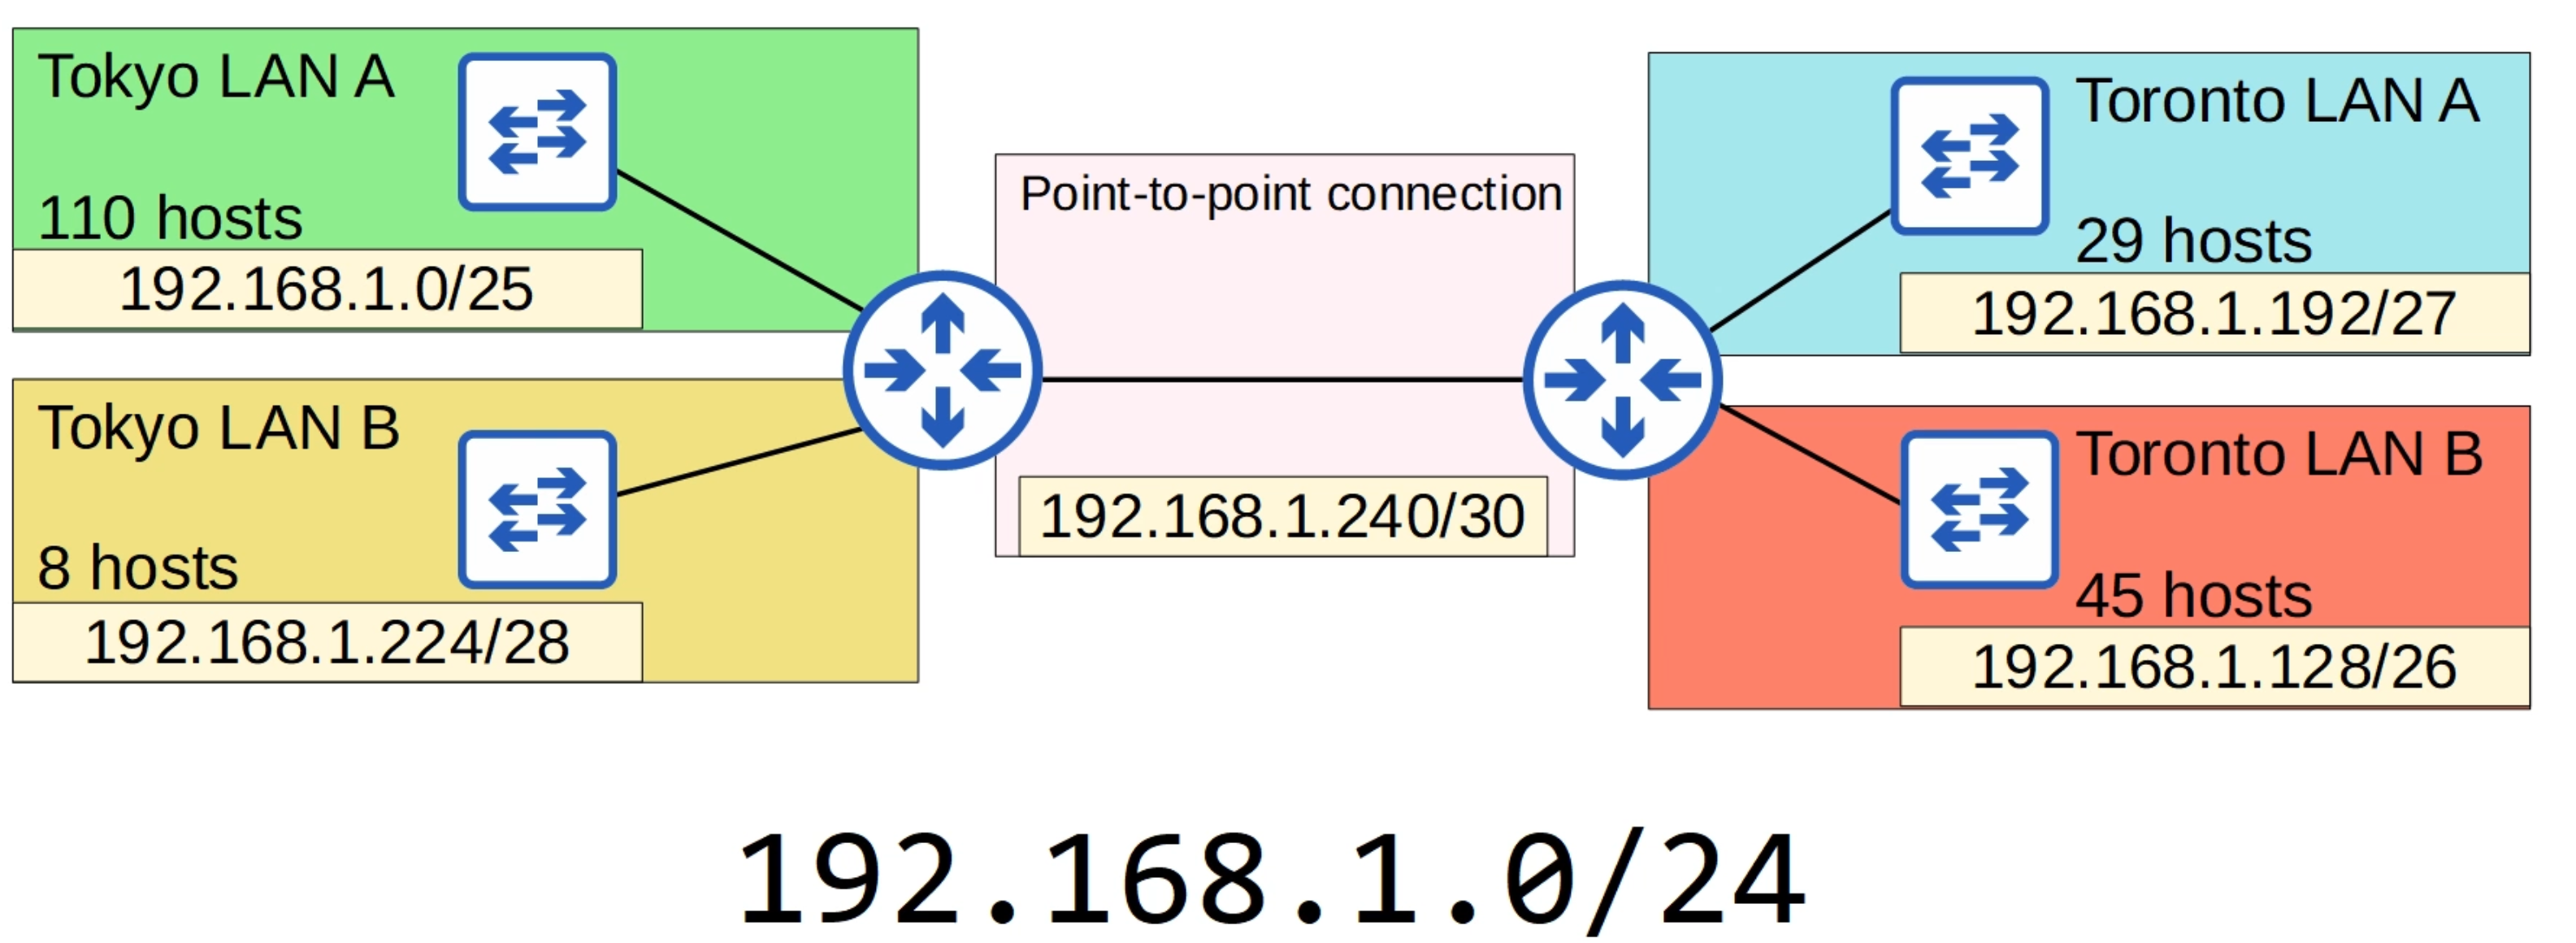 Tokyo LAN A
110 hosts
192.168.1.0/25
Tokyo LAN B
8 hosts
192.168.1.224/28
Point-to-point connection
192.168.1.240/30
Toronto LAN A
29 hosts
192.168.1.192/27
Toronto LAN B
45 hosts
192.168.1.128/26
192.168.1.0/24